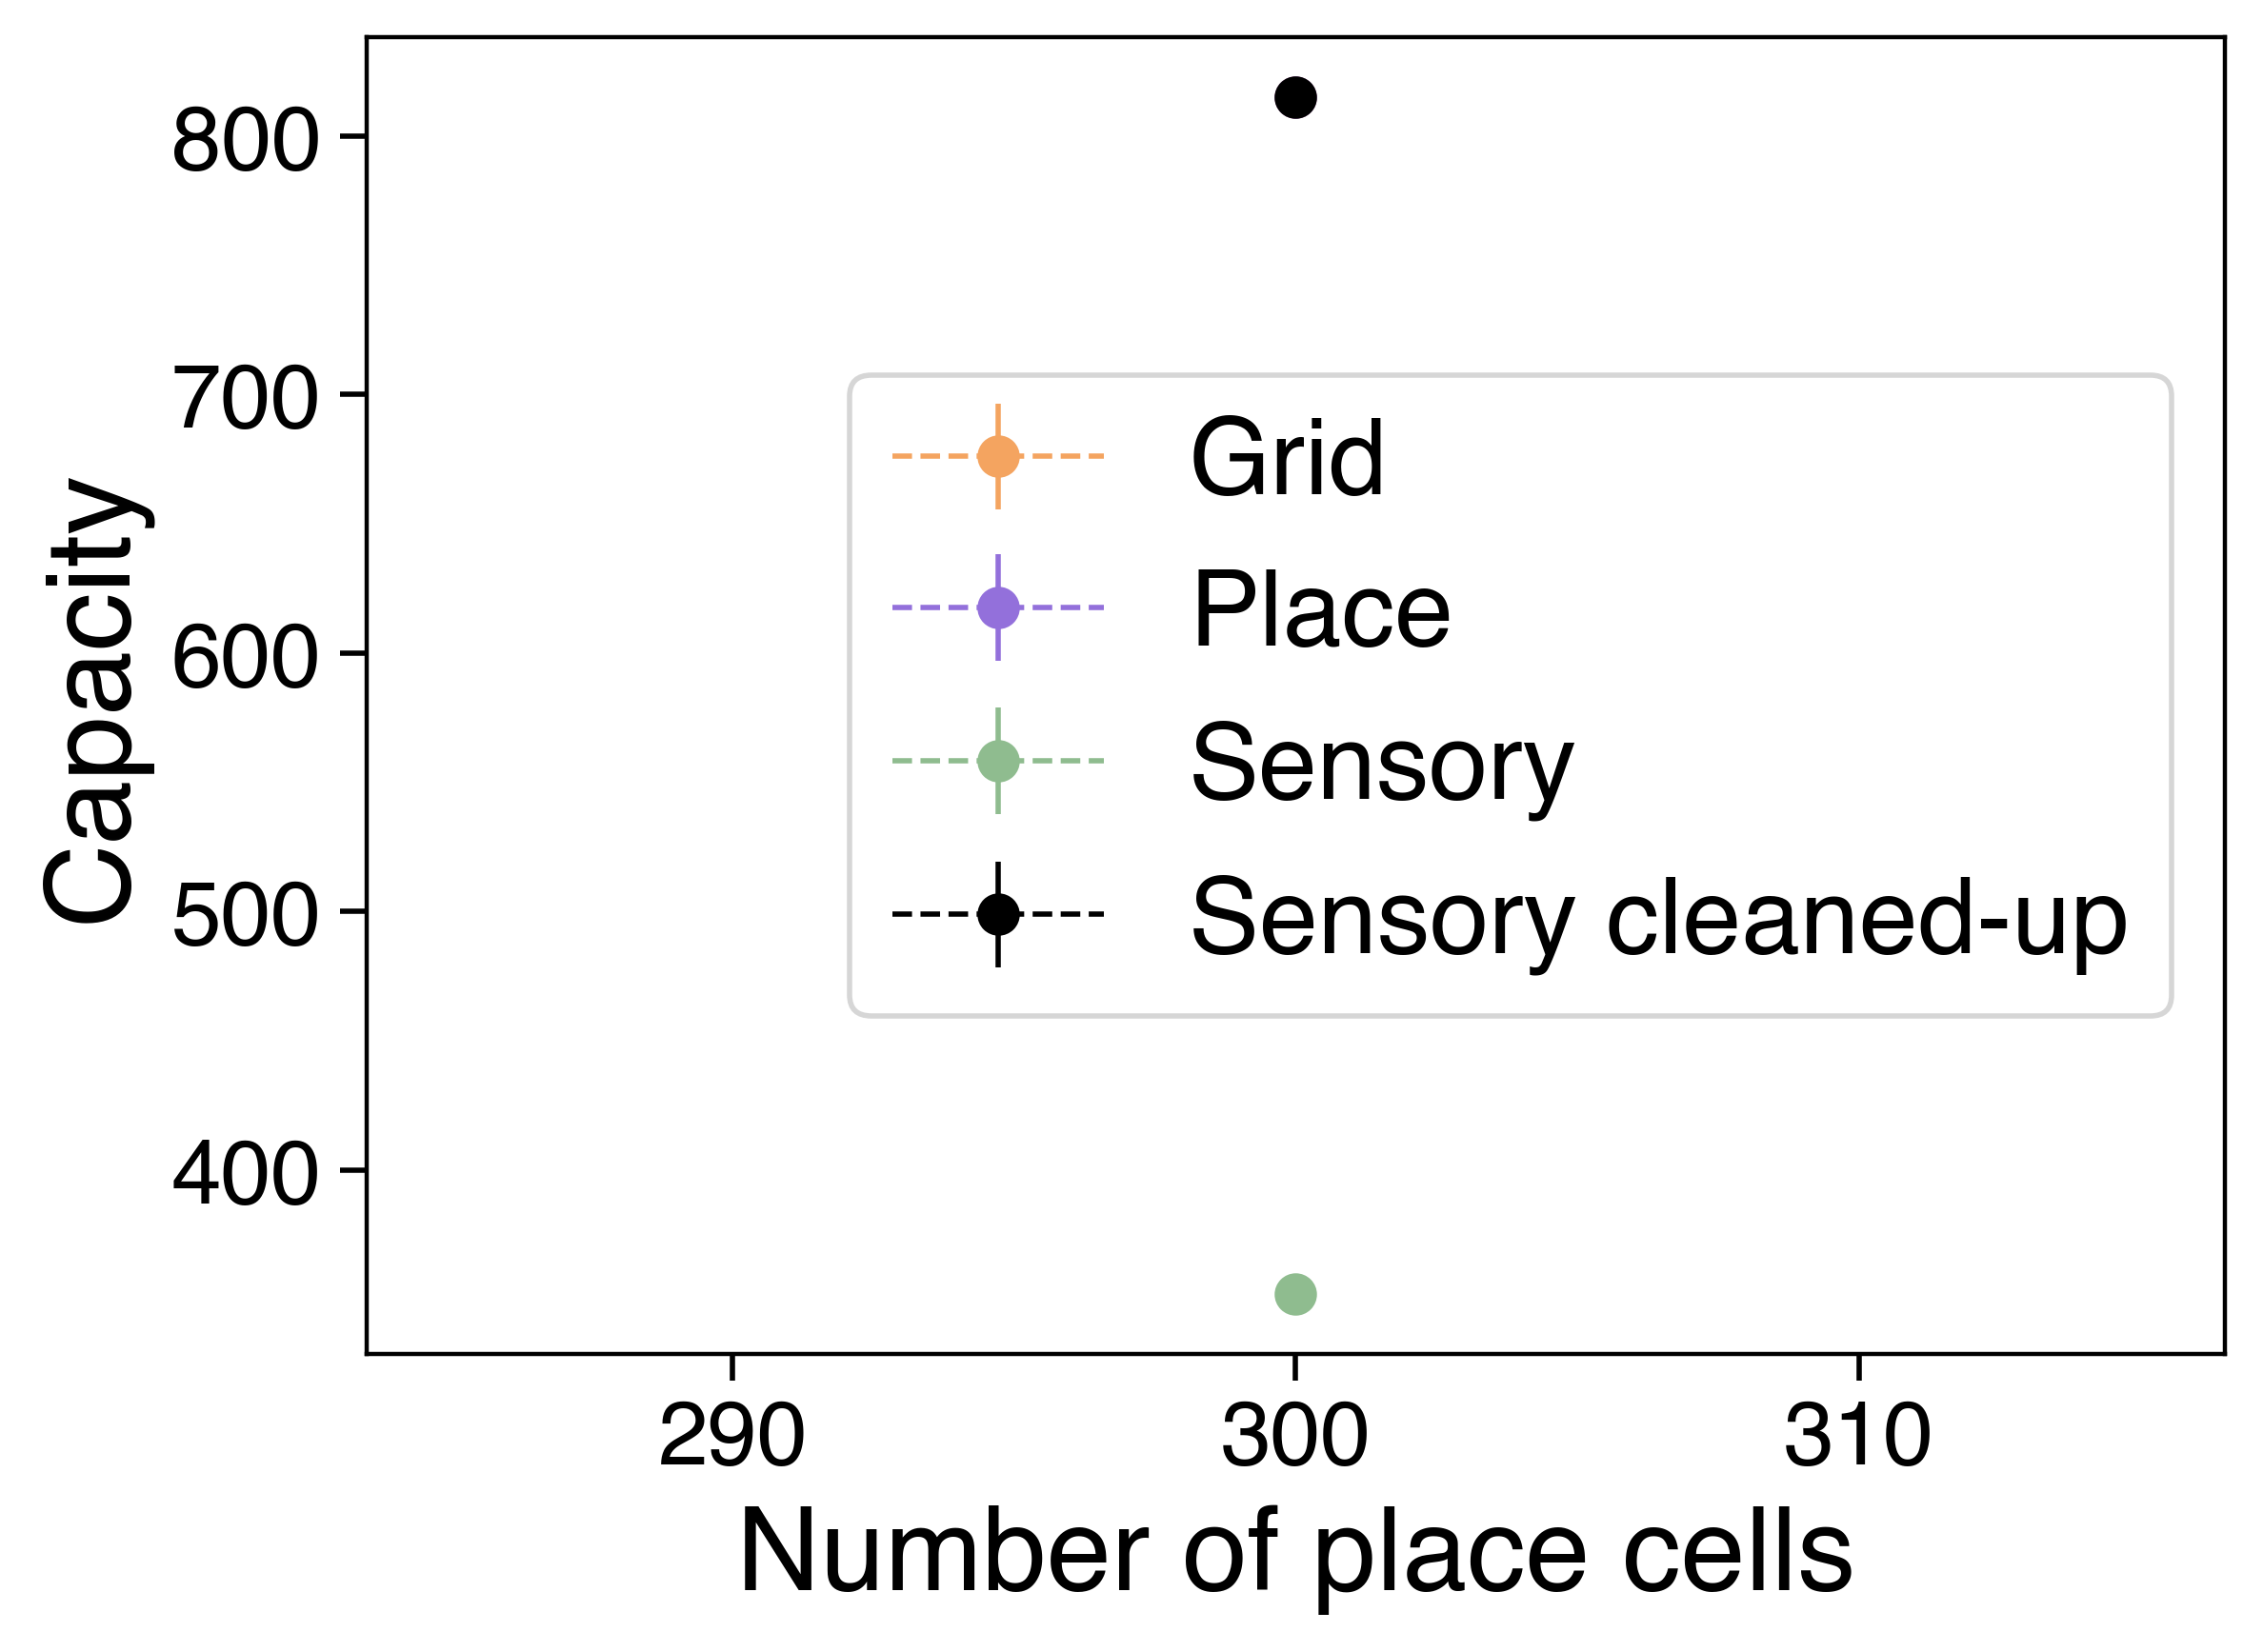 800
700
600
500
400
Capacity
Grid
Place
Sensory
Sensory cleaned-up
290 300 310
Number of place cells